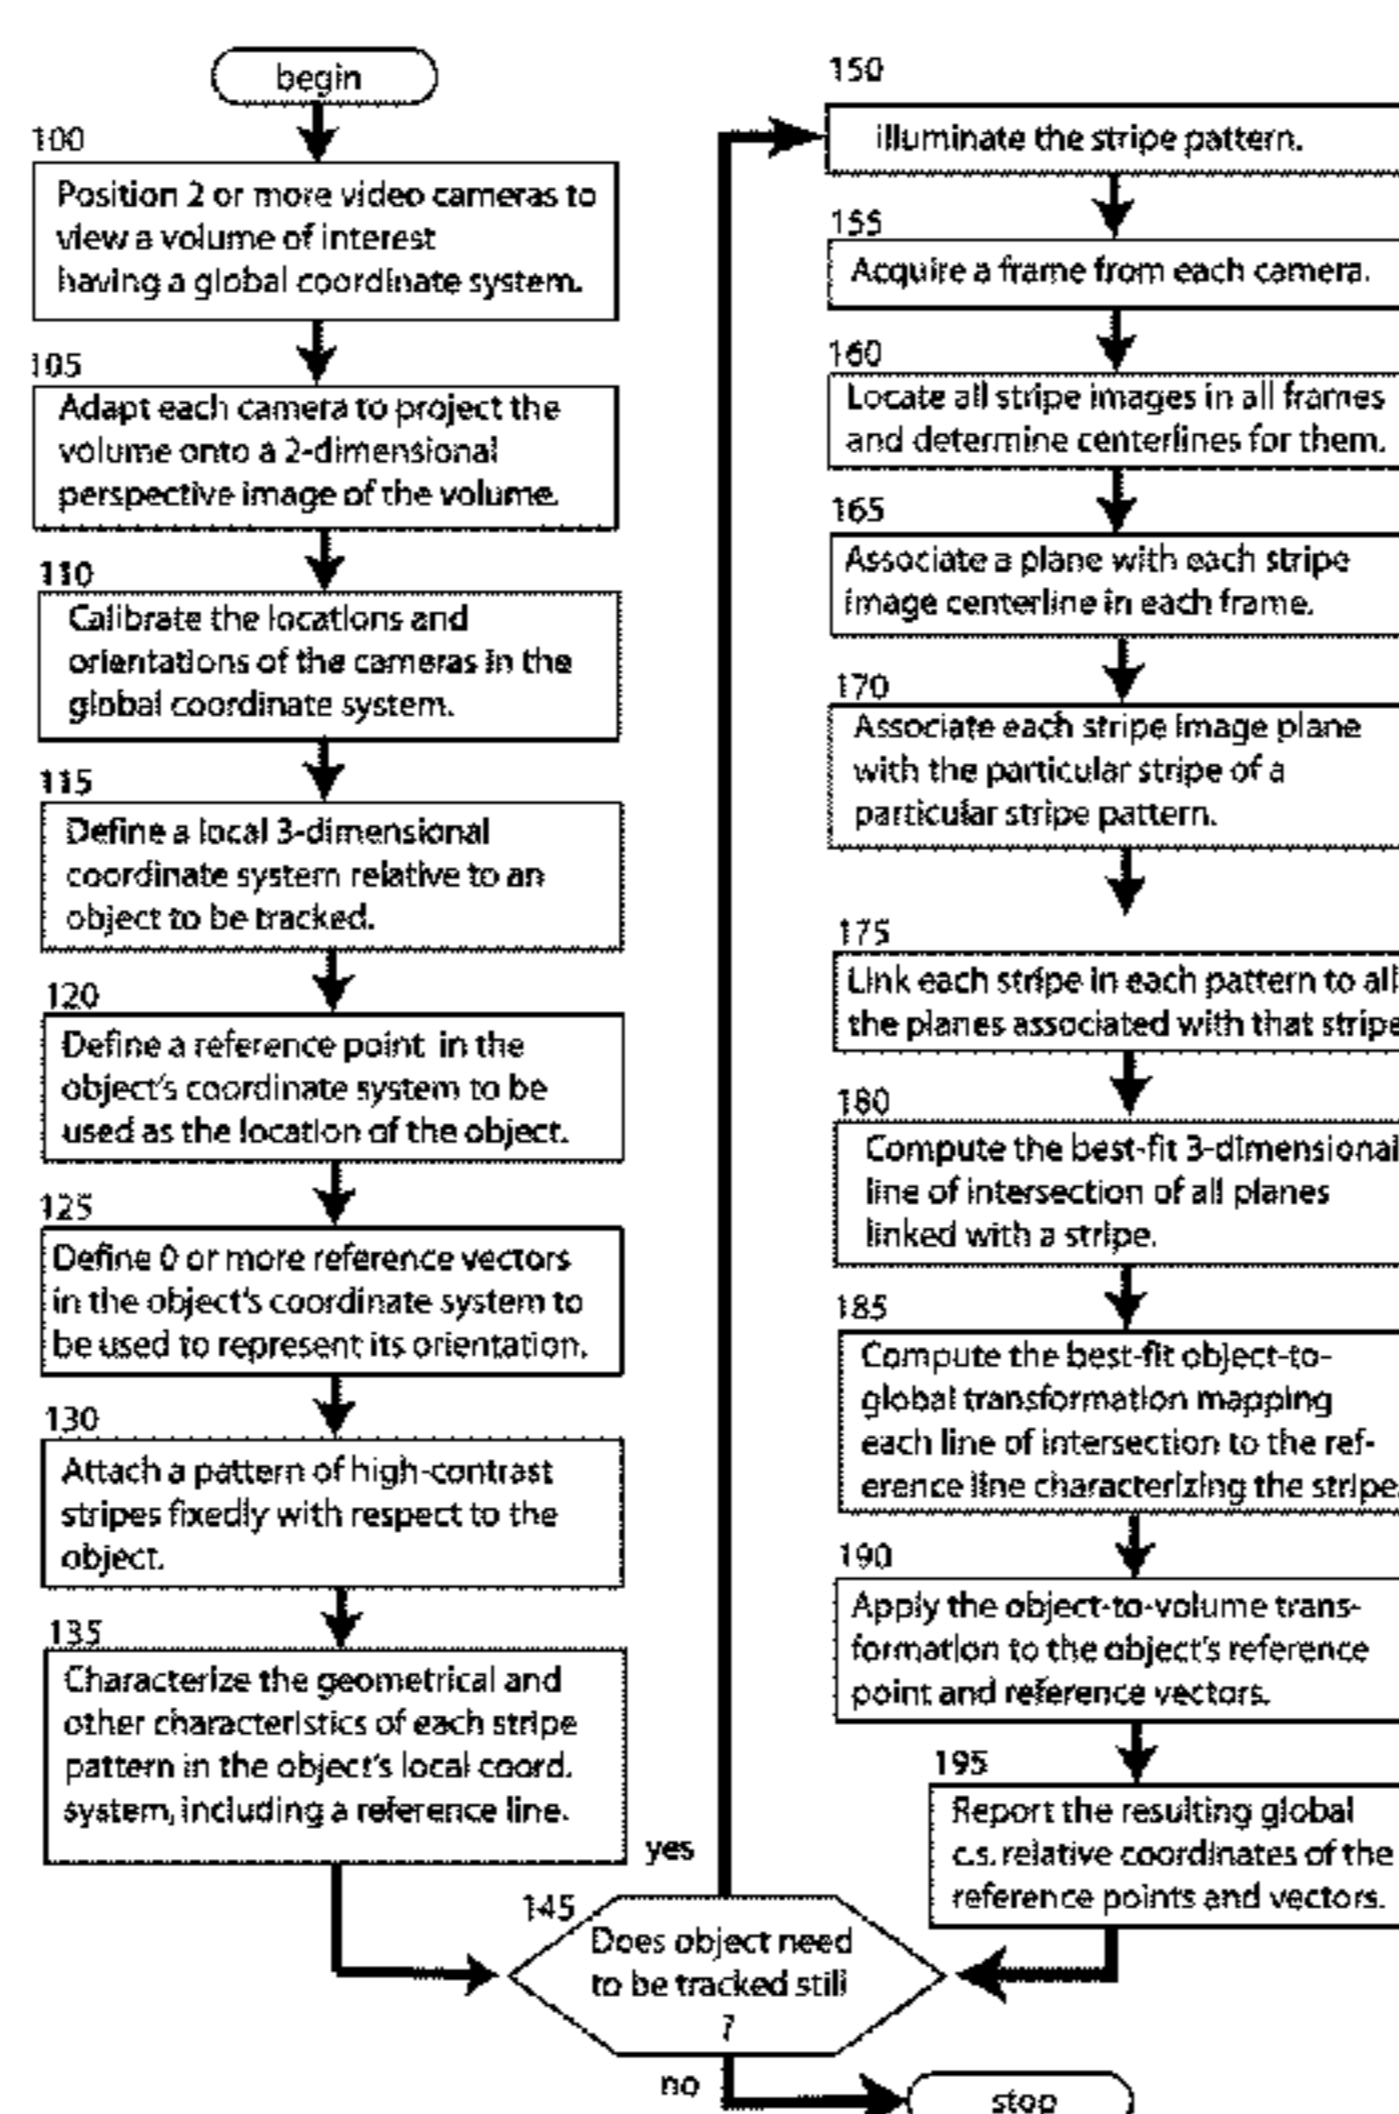 begin
100
Position 2 or more video cameras to
view a volume of interest
having a global coordinate system.
105
Adapt each camera to project the
volume onto a 2-dimensional
perspective image of the volume.
110
Calibrate the locations and
orientations of the cameras in the
global coordinate system.
115
Define a local 3-dimensional
coordinate system relative to an
object to be tracked.
120
Define a reference point in the
object's coordinate system to be
used as the location of the object.
125
Define 0 or more reference vectors
in the object's coordinate system to
be used to represent its orientation.
130
Attach a pattern of high-contrast
stripes fixedly with respect to the
object.
135
Characterize the geometrical and
other characteristics of each stripe
pattern in the object's local coord.
system, including a reference line.
yes
145
Does object need
to be tracked still
?
no
stop
150
illuminate the stripe pattern.
155
Acquire a frame from each camera.
160
Locate all stripe images in all frames
and determine centerlines for them.
165
Associate a plane with each stripe
image centerline in each frame.
170
Associate each stripe image plane
with the particular stripe of a
particular stripe pattern.
175
Link each stripe in each pattern to all
the planes associated with that stripe
180
Compute the best-fit 3-dimensional
line of intersection of all planes
linked with a stripe.
185
Compute the best-fit object-to-
global transformation mapping
each line of intersection to the ref-
erence line characterizing the stripe.
190
Apply the object-to-volume trans-
formation to the object's reference
point and reference vectors.
195
Report the resulting global
c.s. relative coordinates of the
reference points and vectors.